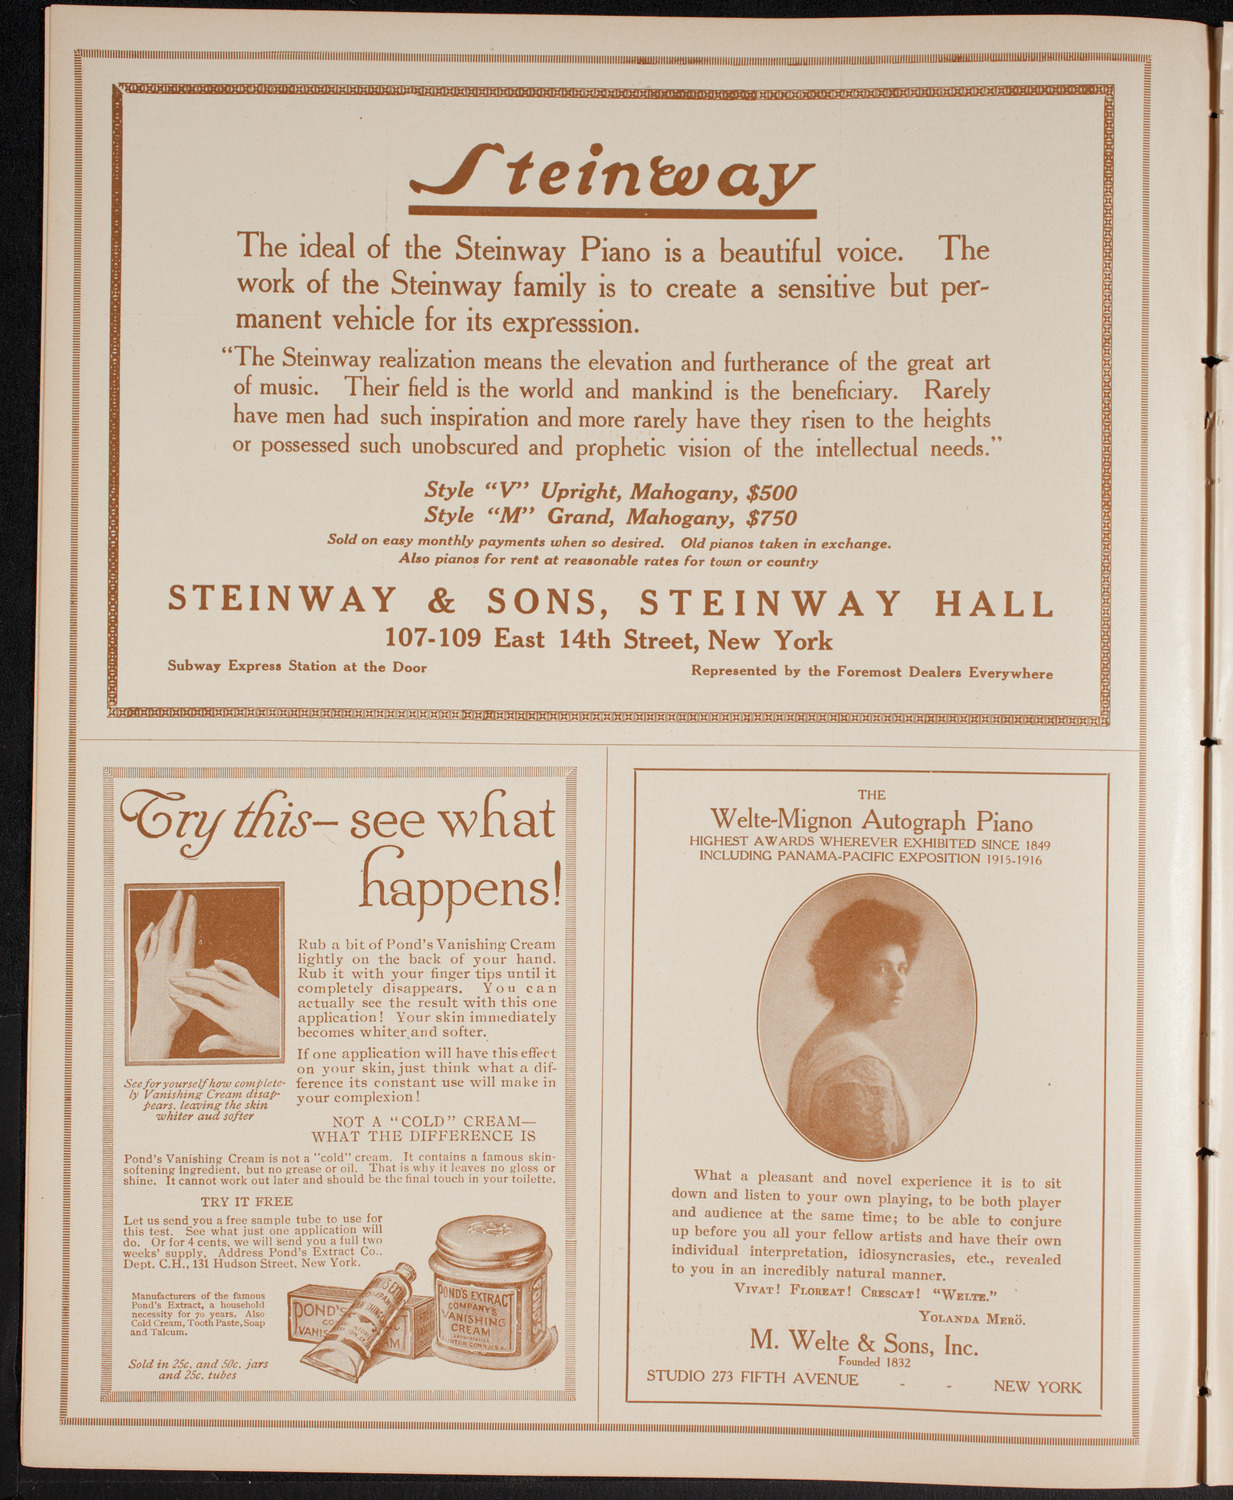 Steinway
The ideal of the Steinway Piano is a beautiful voice. The
work of the Steinway family is to create a sensitive but per-
manent vehicle for its expresssion.
“The Steinway realization means the elevation and furtherance of the great art
of music. Their field is the world and mankind is the beneficiary. Rarely
have men had such inspiration and more rarely have they risen to the heights
or possessed such unobscured and prophetic vision of the intellectual needs.”
Style “V” Upright, Mahogany, $500
Style “M” Grand, Mahogany, $750
Sold on easy monthly payments when so desired. Old pianos taken in exchange.
Also pianos for rent at reasonable rates for town or country
STEINWAY & SONS, STEINWAY HALL
107-109 East 14th Street, New York
Subway Express Station at the Door
Represented by the Foremost Dealers Everywhere
Try this– see what
happens!
Rub a bit of Pond's Vanishing Cream
lightly on the back of your hand.
Rub it with your finger tips until it
completely disappears. You can
actually see the result with this one
application! Your skin immediately
becomes whiter and softer.
If one application will have this effect
on your skin, just think what a dif-
ference its constant use will make in
your complexion!
See for yourself how complete-
ly Vanishing Cream disap-
pears, leaving the skin
whiter and softer
NOT A “COLD” CREAM—
WHAT THE DIFFERENCE IS
Pond's Vanishing Cream is not a “cold” cream. It contains a famous skin-
softening ingredient, but no grease or oil. That is why it leaves no gloss or
shine. It cannot work out later and should be the final touch in your toilette.
TRY IT FREE
Let us send you a free sample tube to use for
this test. See what just one application will
do. Or for 4 cents, we will send you a full two
weeks' supply. Address Pond's Extract Co..
Dept. C.H., 131 Hudson Street, New York.
Manufacturers of the famous
Pond's Extract, a household
necessity for 70 years. Also
Cold Cream, Tooth Paste, Soap
and Talcum.
Sold in 25c. and 50c. jars
and 25c. tubes
POND'S
VANIS
POND'S EXTRACT
COMPANY'S
VANISHING
CREAM
THE
Welte-Mignon Autograph Piano
HIGHEST AWARDS WHEREVER EXHIBITED SINCE 1849
INCLUDING PANAMA-PACIFIC EXPOSITION 1915-1916
What a pleasant and novel experience it is to sit
down and listen to your own playing, to be both player
and audience at the same time; to be able to conjure
up before you all your fellow artists and have their own
individual interpretation, idiosyncrasies, etc., revealed
to you in an incredibly natural manner.
VIVAT! FLOREAT! CRESCAT! “WELTE.”
YOLANDA MERÖ.
M. Welte & Sons, Inc.
Founded 1832
STUDIO 273 FIFTH AVENUE - - NEW YORK